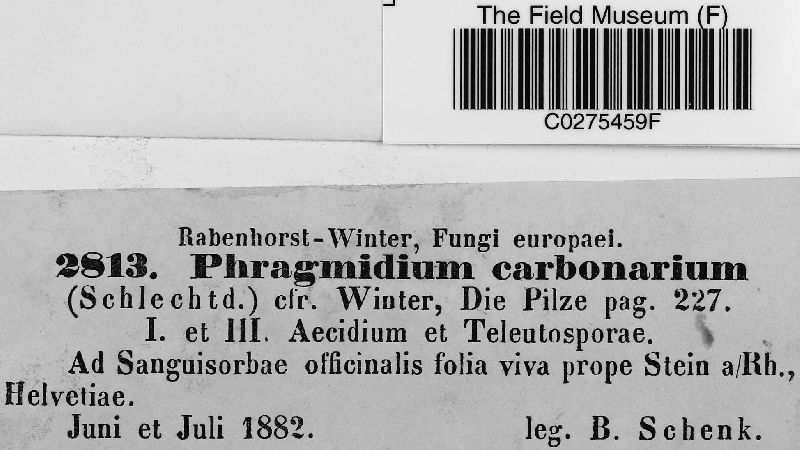 The Field Museum (F)
C0275459F
Rabenhorst-Winter, Fungi europaei.
2813. Phragmidium carbonarium
(Schlechtd.) cfr. Winter, Die Pilze pag. 227.
I. et III. Aecidium et Teleutosporae.
Ad Sanguisorbae officinalis folia viva prope Stein a/Rh.,
Helvetiae.
Juni et Juli 1882. leg. B. Schenk.